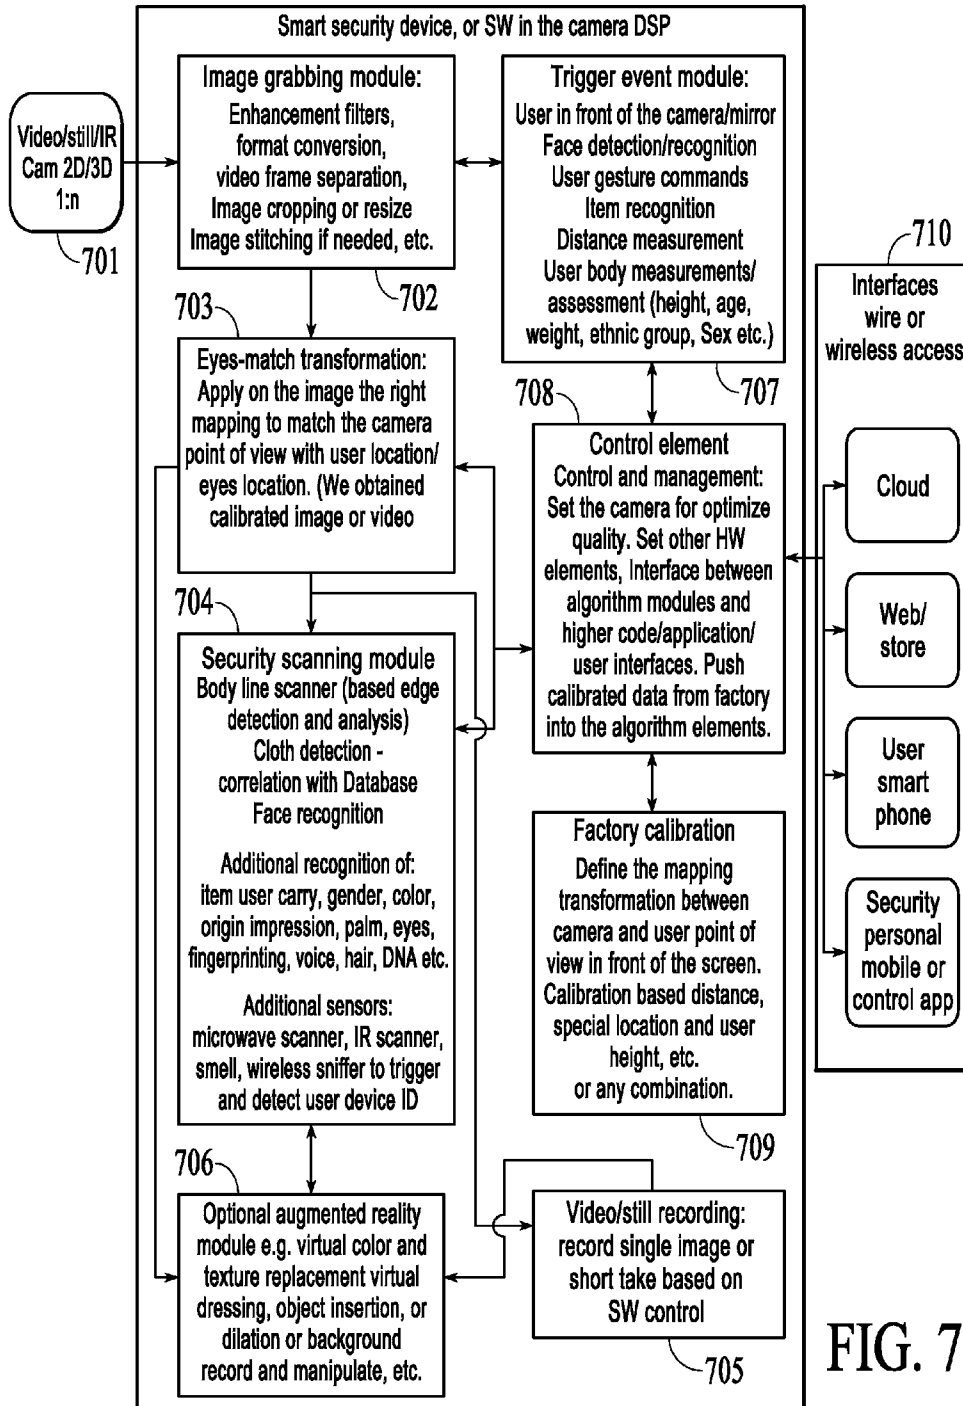 Smart security device, or SW in the camera DSP
Video/still/IR
Cam 2D/3D
1:n
701
Image grabbing module:
Enhancement filters,
format conversion,
video frame separation,
Image cropping or resize
Image stitching if needed, etc.
702
Trigger event module:
User in front of the camera/mirror
Face detection/recognition
User gesture commands
Item recognition
Distance measurement
User body measurements/
assessment (height, age,
weight, ethnic group, Sex etc.)
707
703
Eyes-match transformation:
Apply on the image the right
mapping to match the camera
point of view with user location/
eyes location. (We obtained
calibrated image or video
708
Control element
Control and management:
Set the camera for optimize
quality. Set other HW
elements, Interface between
algorithm modules and
higher code/application/
user interfaces. Push
calibrated data from factory
into the algorithm elements.
704
Security scanning module
Body line scanner (based edge
detection and analysis)
Cloth detection -
correlation with Database
Face recognition
Additional recognition of:
item user carry, gender, color,
origin impression, palm, eyes,
fingerprinting, voice, hair, DNA etc.
Additional sensors:
microwave scanner, IR scanner,
smell, wireless sniffer to trigger
and detect user device ID
Factory calibration
Define the mapping
transformation between
camera and user point of
view in front of the screen.
Calibration based distance,
special location and user
height, etc.
or any combination.
709
706
Optional augmented reality
module e.g. virtual color and
texture replacement virtual
dressing, object insertion, or
dilation or background
record and manipulate, etc.
Video/still recording:
record single image or
short take based on
SW control
705
710
Interfaces
wire or
wireless access
Cloud
Web/
store
User
smart
phone
Security
personal
mobile or
control app
FIG. 7